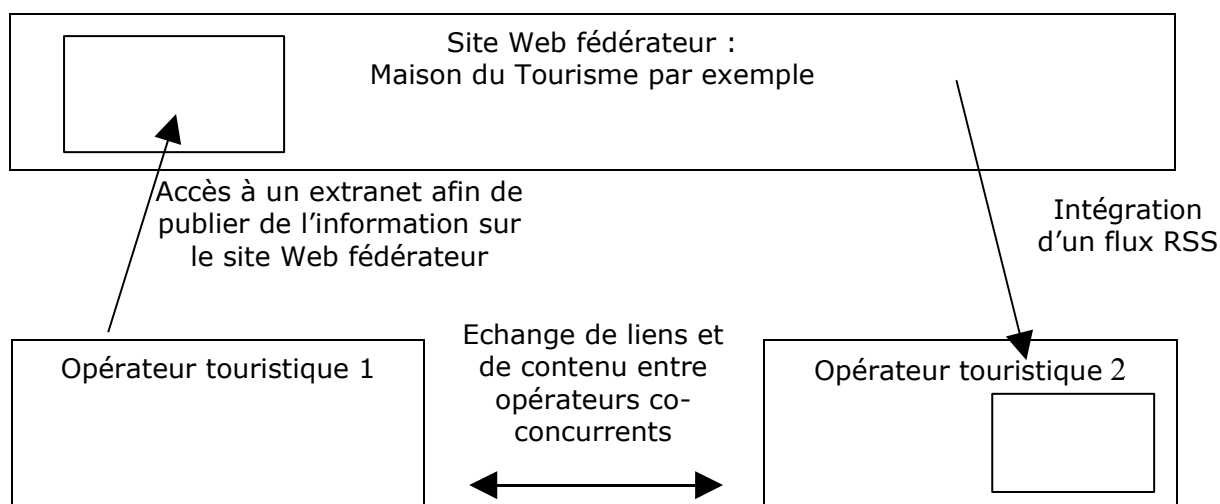 Site Web fédérateur :
Maison du Tourisme par exemple
Accès à un extranet afin de
publier de l'information sur
le site Web fédérateur
Intégration
d'un flux RSS
Opérateur touristique 1
Echange de liens et
de contenu entre
opérateurs co-
concurrents
Opérateur touristique 2